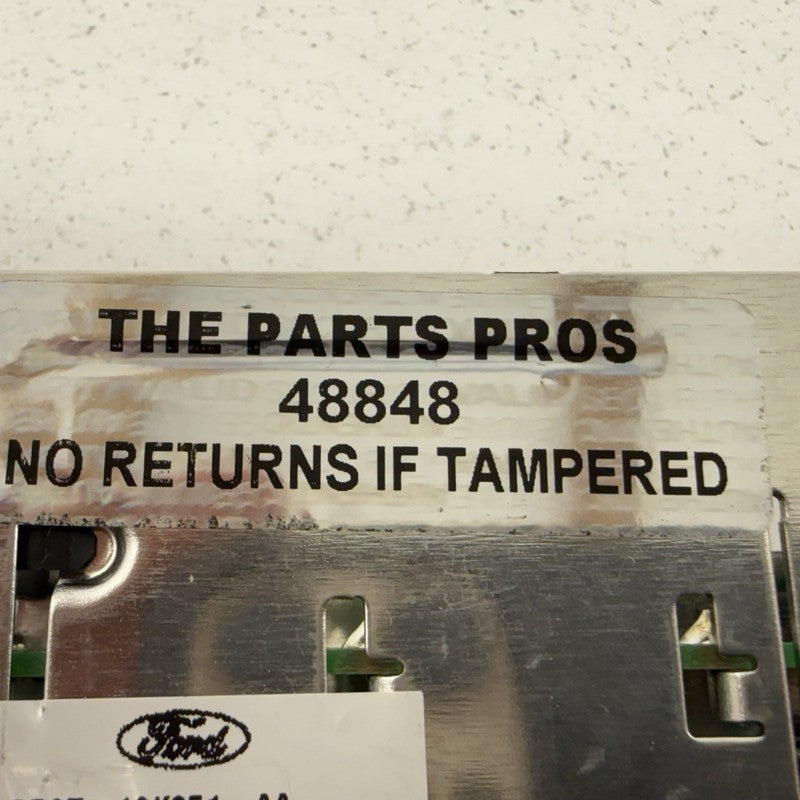 THE PARTS PROS
48848
NO RETURNS IF TAMPERED
Ford